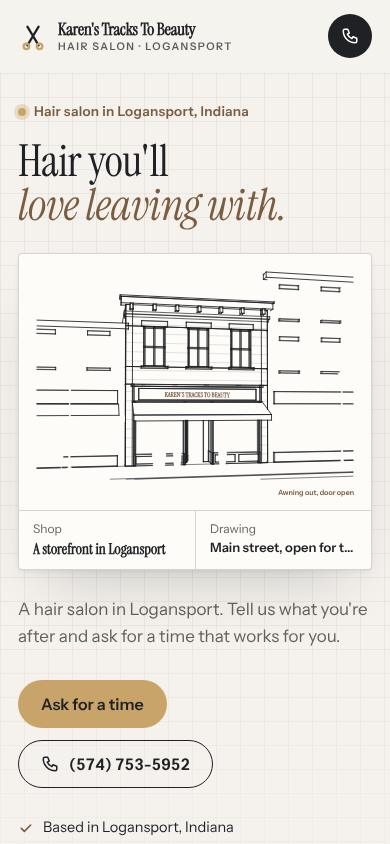 Karen's Tracks To Beauty
HAIR SALON · LOGANSPORT
Hair salon in Logansport, Indiana
Hair you'll
love leaving with.
KAREN'S TRACKS TO BEAUTY
Awning out, door open
Shop
A storefront in Logansport
Drawing
Main street, open for t...
A hair salon in Logansport. Tell us what you're
after and ask for a time that works for you.
Ask for a time
(574) 753-5952
Based in Logansport, Indiana